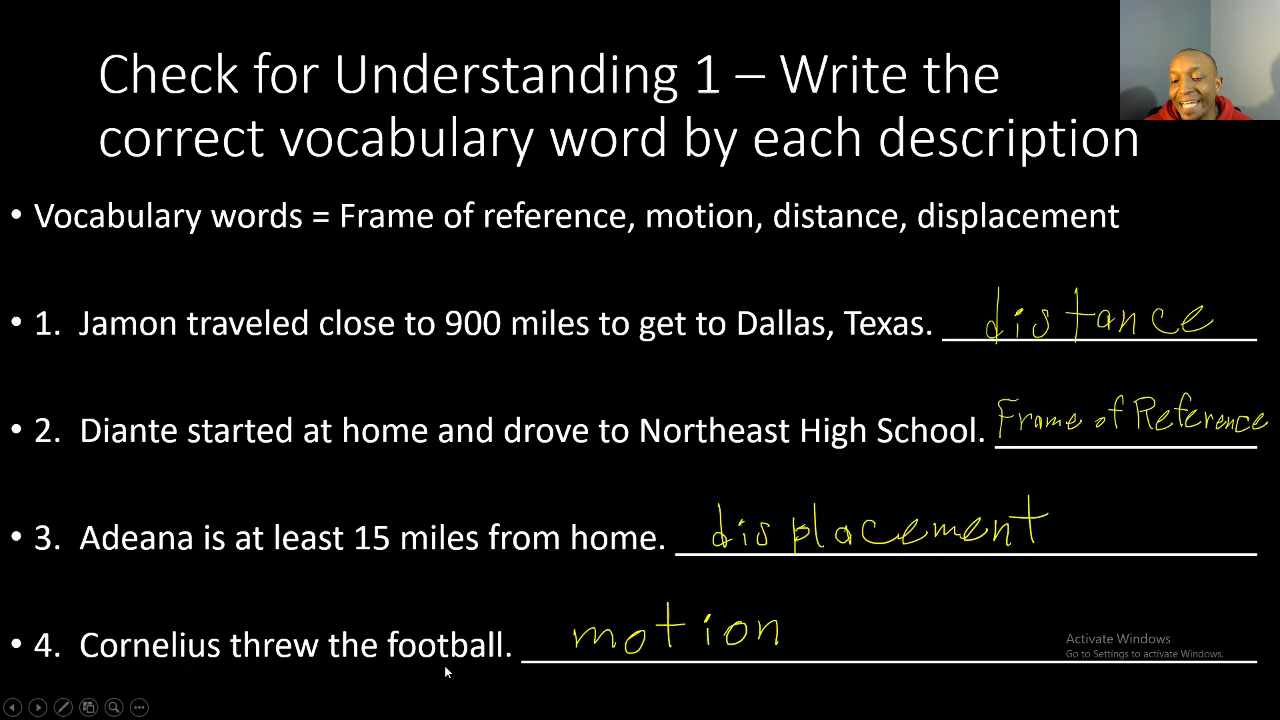 Check for Understanding 1 – Write the
correct vocabulary word by each description
• Vocabulary words = Frame of reference, motion, distance, displacement
• 1. Jamon traveled close to 900 miles to get to Dallas, Texas. distance
• 2. Diante started at home and drove to Northeast High School. Frame of Reference
• 3. Adeana is at least 15 miles from home. displacement
• 4. Cornelius threw the football. motion
Activate Windows
Go to Settings to activate Windows.